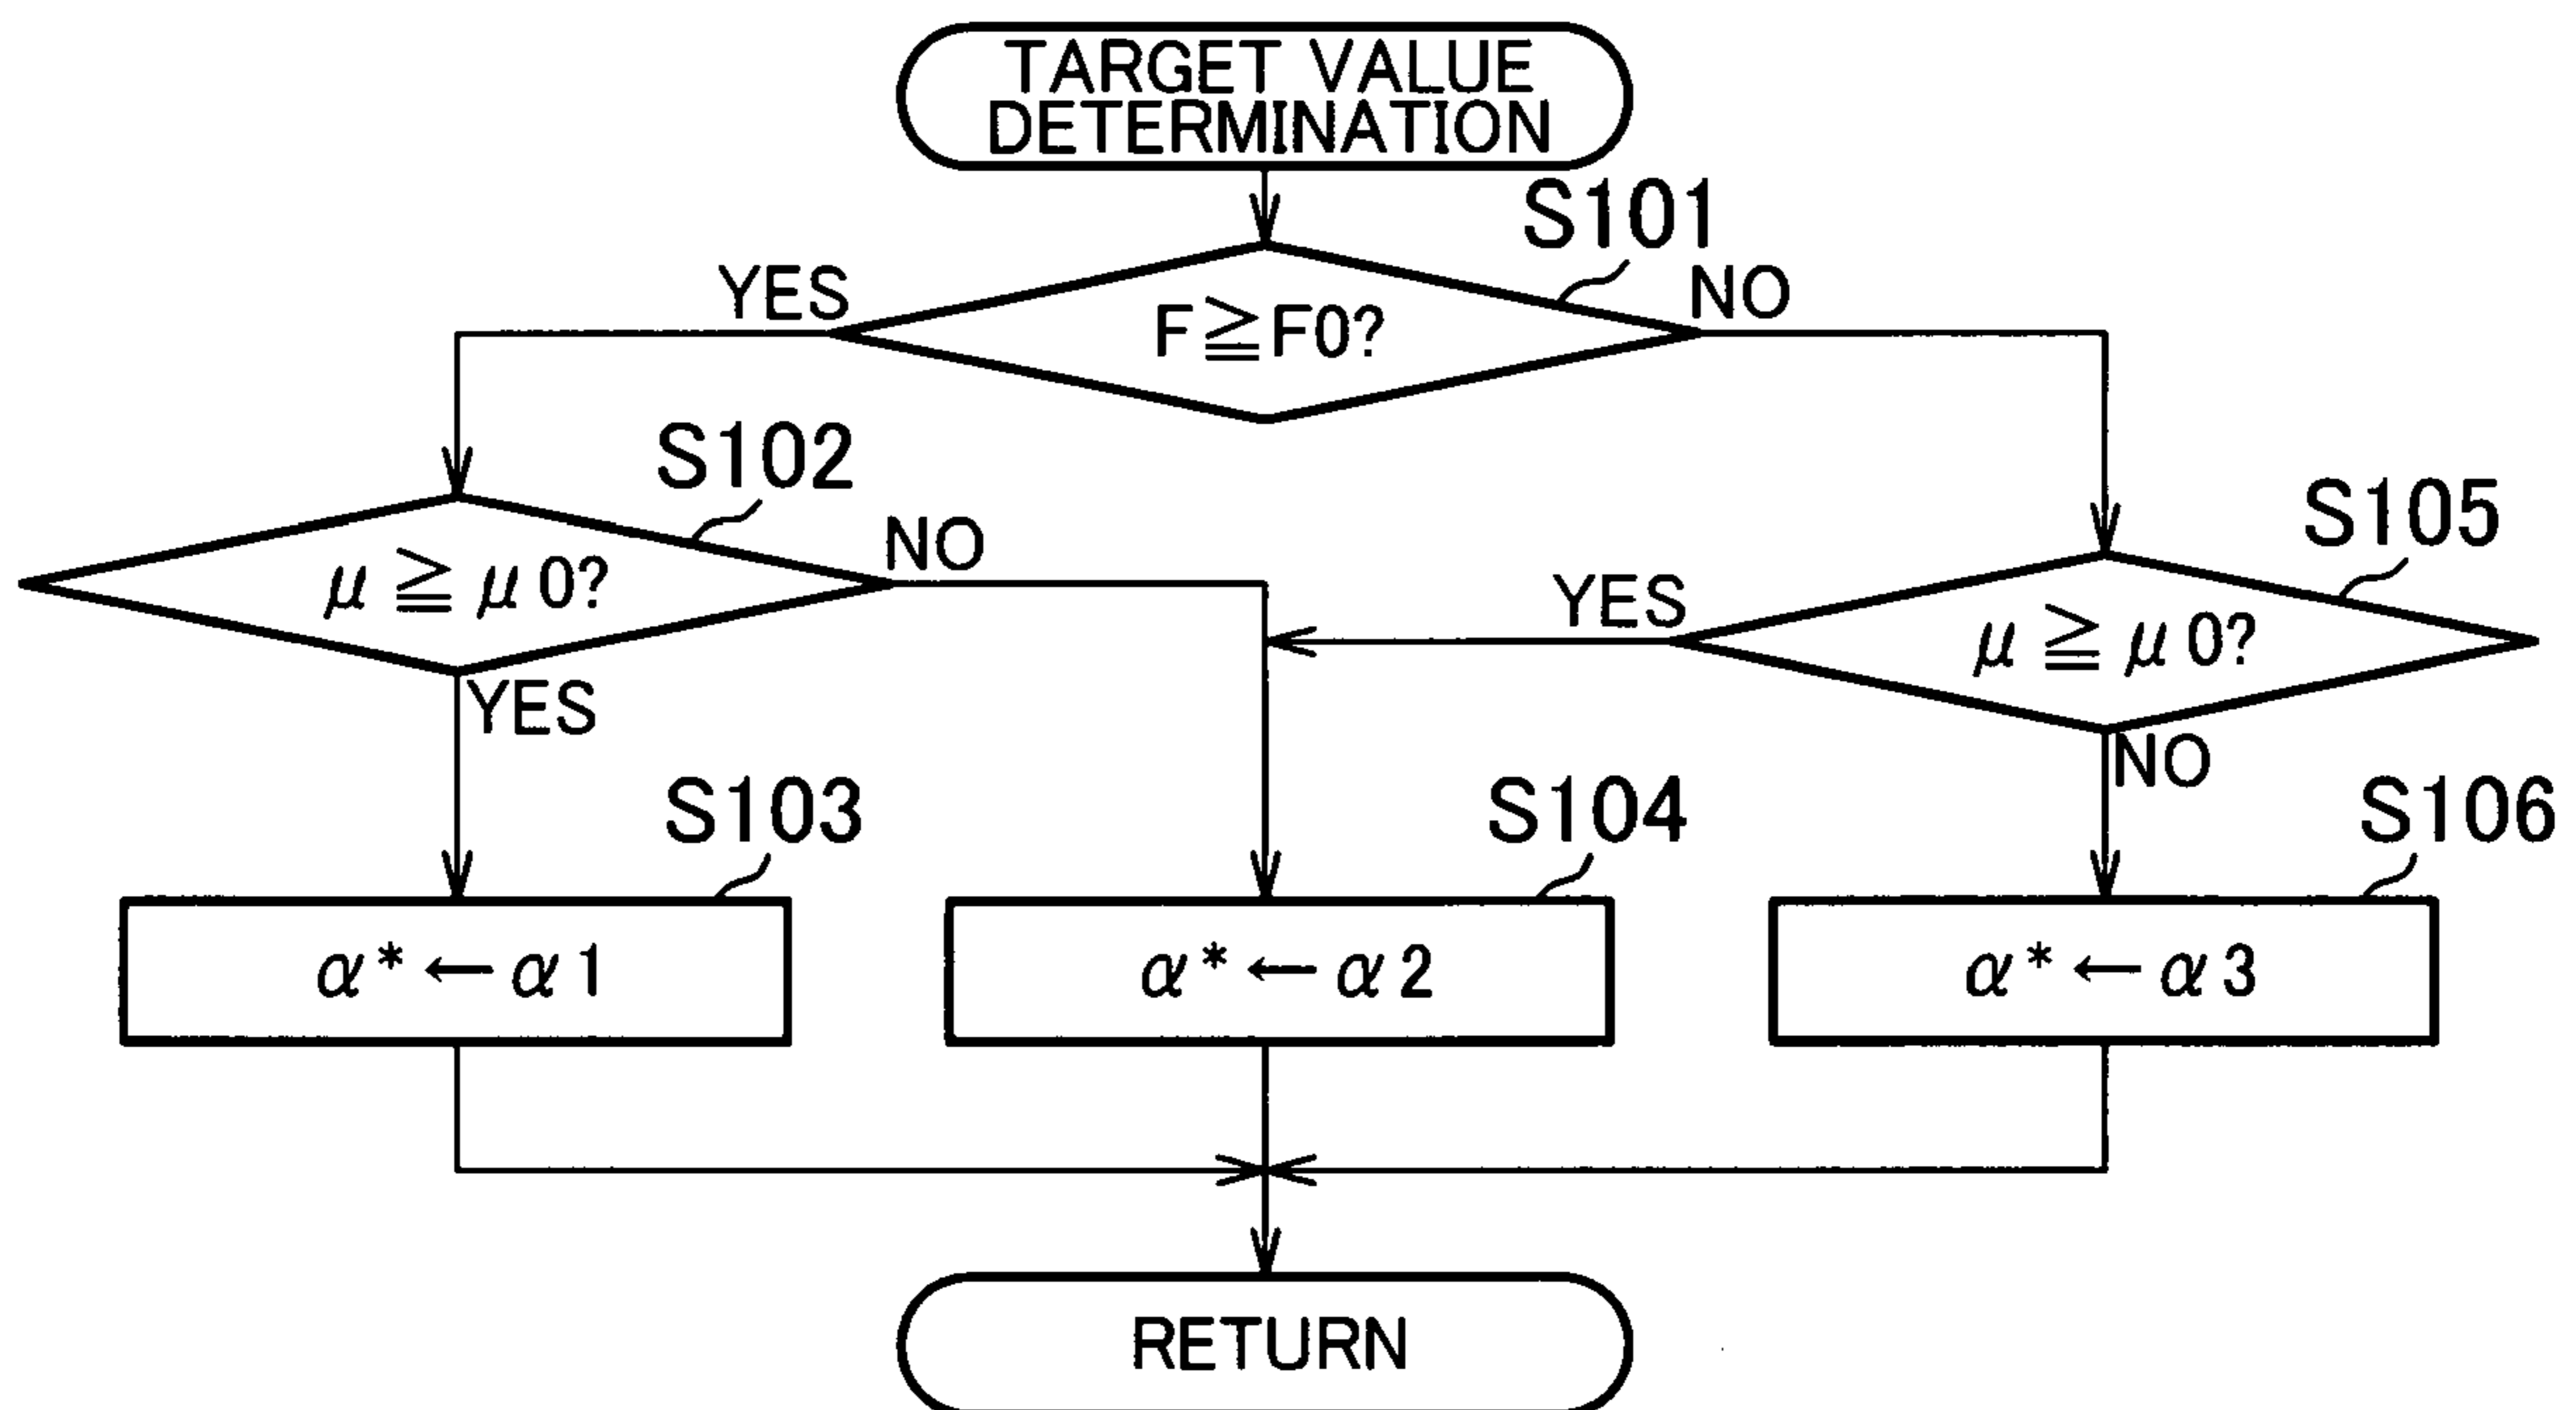 TARGET VALUE
DETERMINATION
S101
YES
NO
F≧F0?
S102
S105
NO
YES
μ≧μ0?
μ≧μ0?
YES
NO
S103
S104
S106
α*←α1
α*←α2
α*←α3
RETURN